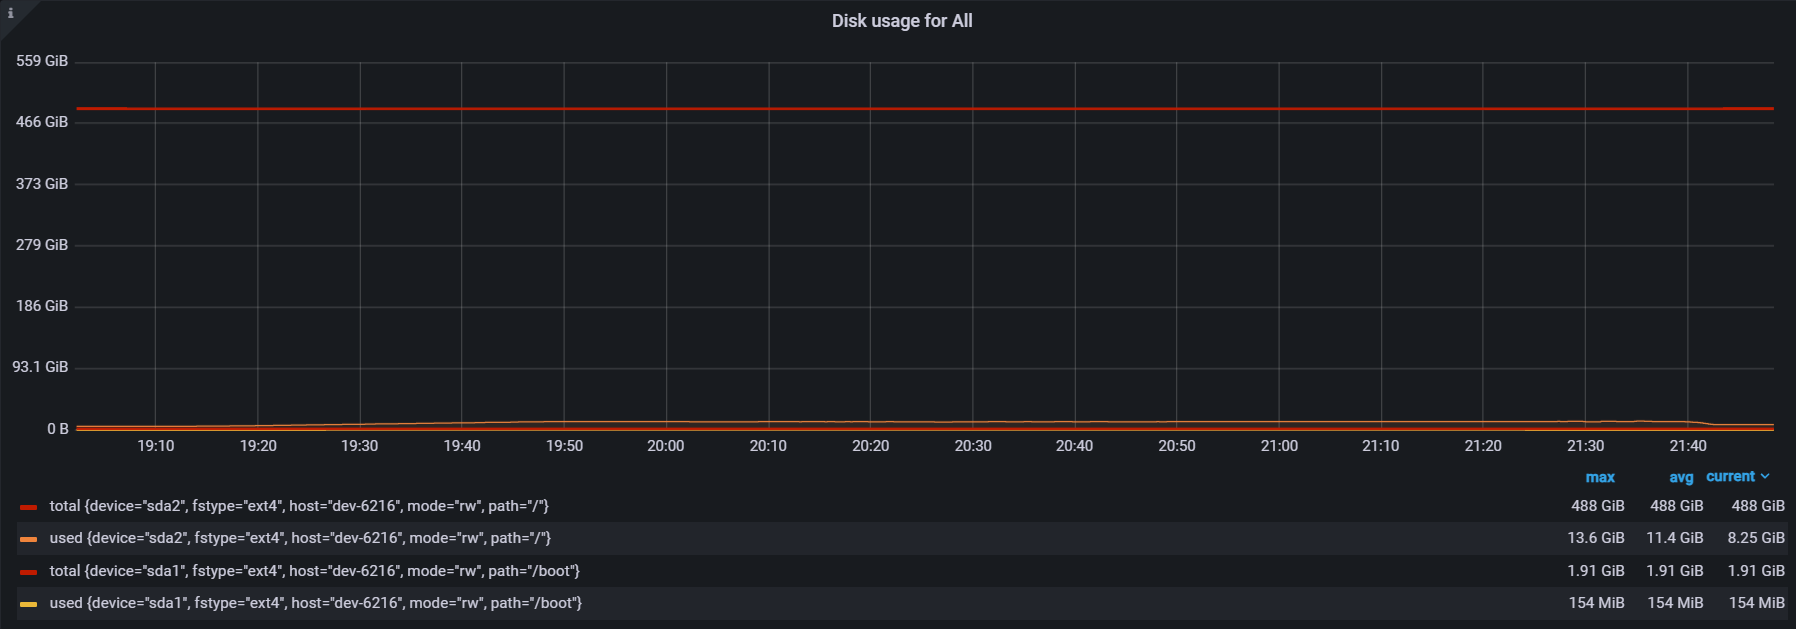 i
Disk usage for All
559 GiB
466 GiB
373 GiB
279 GiB
186 GiB
93.1 GiB
0 B
19:10 19:20 19:30 19:40 19:50 20:00 20:10 20:20 20:30 20:40 20:50 21:00 21:10 21:20 21:30 21:40
max avg current
total {device="sda2", fstype="ext4", host="dev-6216", mode="rw", path="/"} 488 GiB 488 GiB 488 GiB
used {device="sda2", fstype="ext4", host="dev-6216", mode="rw", path="/"} 13.6 GiB 11.4 GiB 8.25 GiB
total {device="sda1", fstype="ext4", host="dev-6216", mode="rw", path="/boot"} 1.91 GiB 1.91 GiB 1.91 GiB
used {device="sda1", fstype="ext4", host="dev-6216", mode="rw", path="/boot"} 154 MiB 154 MiB 154 MiB